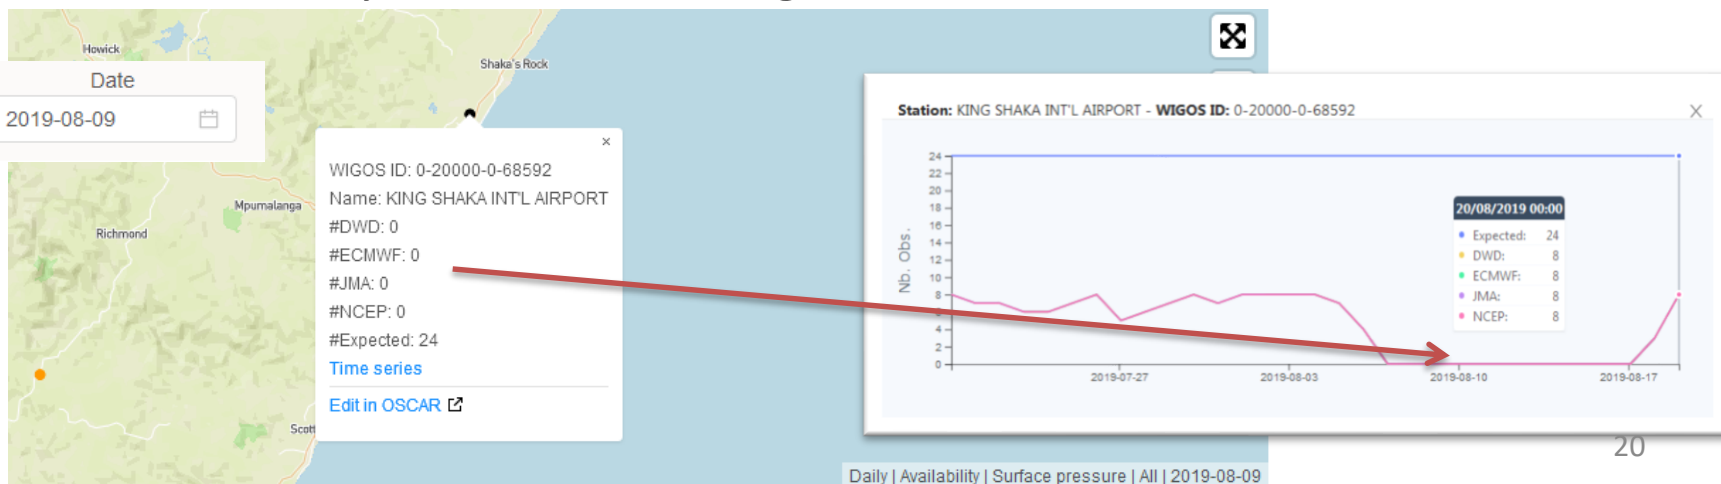 Howick
Shaka's Rock
Date
2019-08-09
Mpumalanga
Richmond
Scott
×
WIGOS ID: 0-20000-0-68592
Name: KING SHAKA INT'L AIRPORT
#DWD: 0
#ECMWF: 0
#JMA: 0
#NCEP: 0
#Expected: 24
Time series
Edit in OSCAR
Station: KING SHAKA INT'L AIRPORT - WIGOS ID: 0-20000-0-68592
×
Nb. Obs.
24
22
20
18
16
14
12
10
8
4
2
0
2019-07-27
2019-08-03
2019-08-10
2019-08-17
20/08/2019 00:00
Expected: 24
DWD: 8
ECMWF: 8
JMA: 8
NCEP: 8
20
Daily | Availability | Surface pressure | All | 2019-08-09